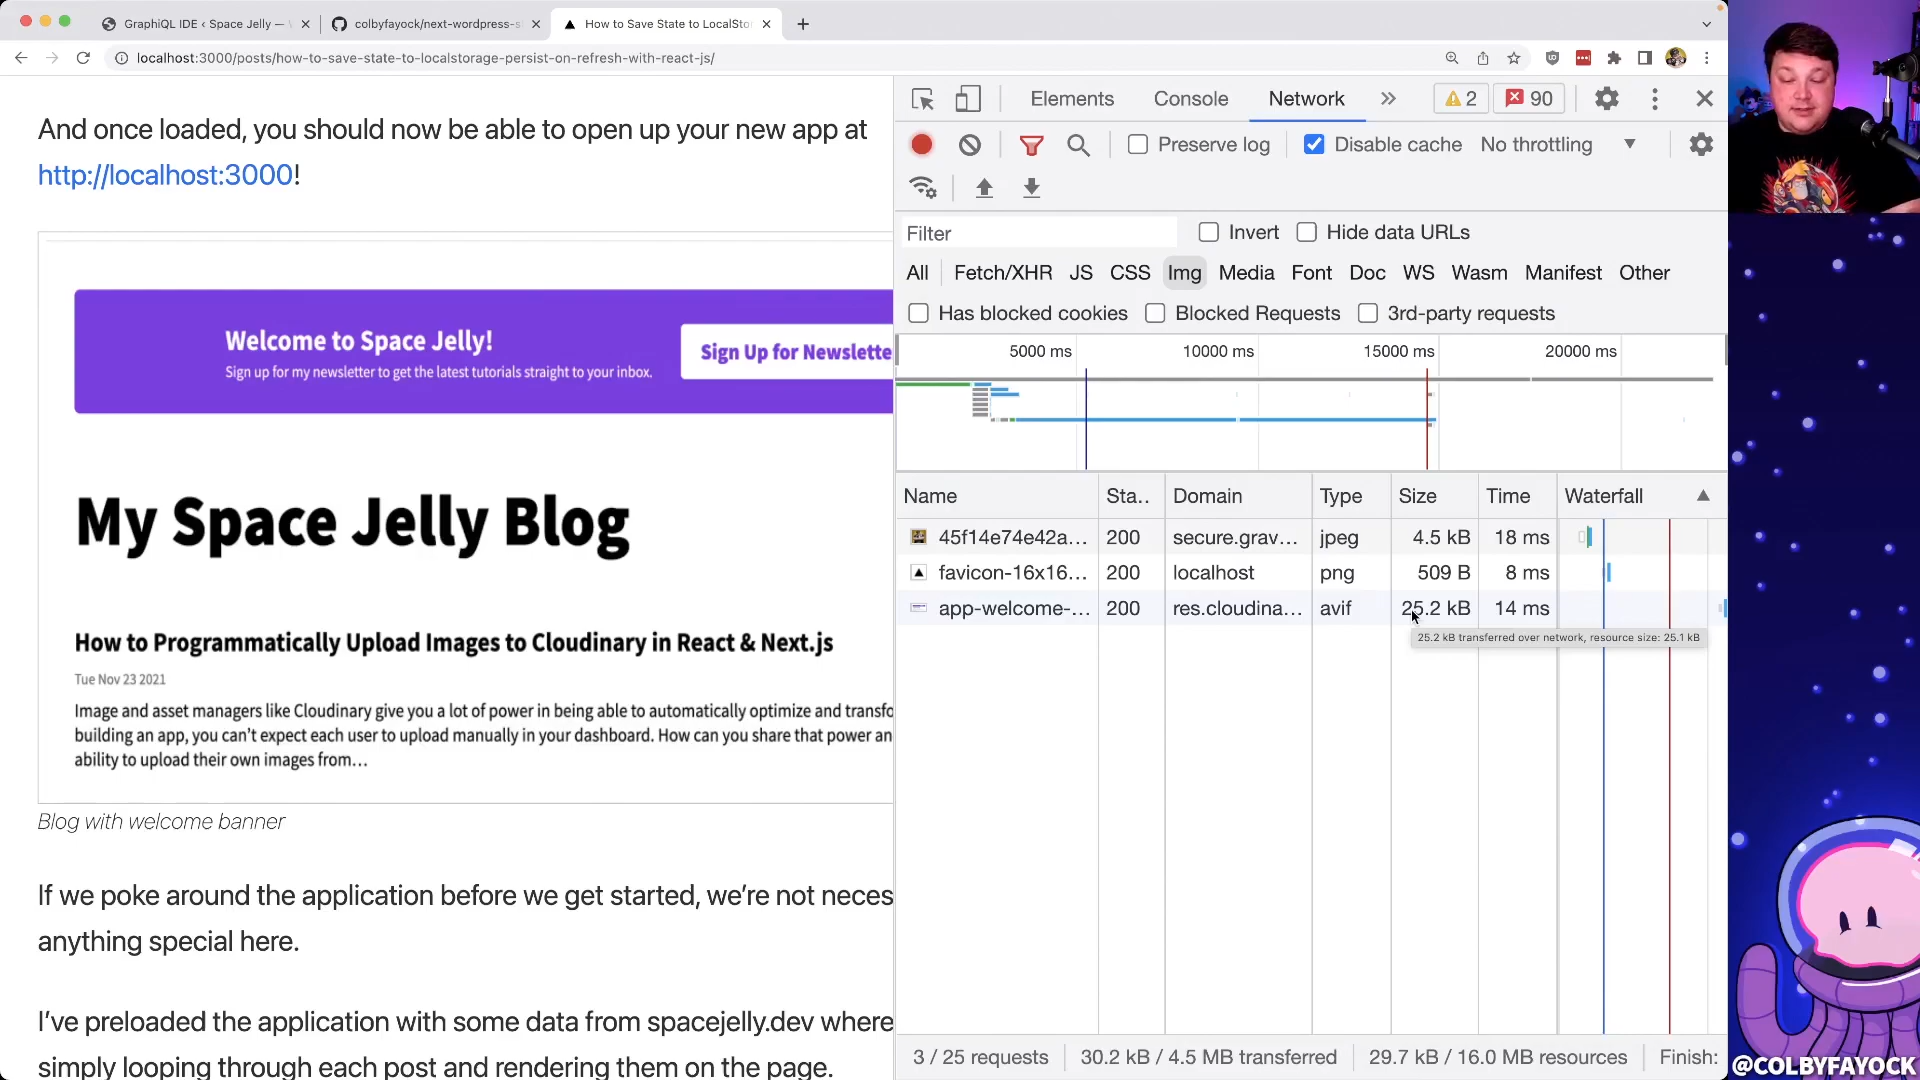 GraphiQL IDE ‹ Space Jelly —
colbyfayock/next-wordpress-s
How to Save State to LocalSto
localhost:3000/posts/how-to-save-state-to-localstorage-persist-on-refresh-with-react-js/
And once loaded, you should now be able to open up your new app at
http://localhost:3000!
Welcome to Space Jelly!
Sign up for my newsletter to get the latest tutorials straight to your inbox.
Sign Up for Newslette
My Space Jelly Blog
How to Programmatically Upload Images to Cloudinary in React & Next.js
Tue Nov 23 2021
Image and asset managers like Cloudinary give you a lot of power in being able to automatically optimize and transfo
building an app, you can’t expect each user to upload manually in your dashboard. How can you share that power an
ability to upload their own images from…
Blog with welcome banner
If we poke around the application before we get started, we’re not neces
anything special here.
I’ve preloaded the application with some data from spacejelly.dev where
simply looping through each post and rendering them on the page.
Elements Console Network 2 90
Preserve log Disable cache No throttling
Filter Invert Hide data URLs
All Fetch/XHR JS CSS Img Media Font Doc WS Wasm Manifest Other
Has blocked cookies Blocked Requests 3rd-party requests
5000 ms 10000 ms 15000 ms 20000 ms
Name Sta.. Domain Type Size Time Waterfall
45f14e74e42a... 200 secure.grav... jpeg 4.5 kB 18 ms
favicon-16x16... 200 localhost png 509 B 8 ms
app-welcome-... 200 res.cloudina... avif 25.2 kB 14 ms
25.2 kB transferred over network, resource size: 25.1 kB
3 / 25 requests 30.2 kB / 4.5 MB transferred 29.7 kB / 16.0 MB resources Finish:
@COLBYFAYOCK